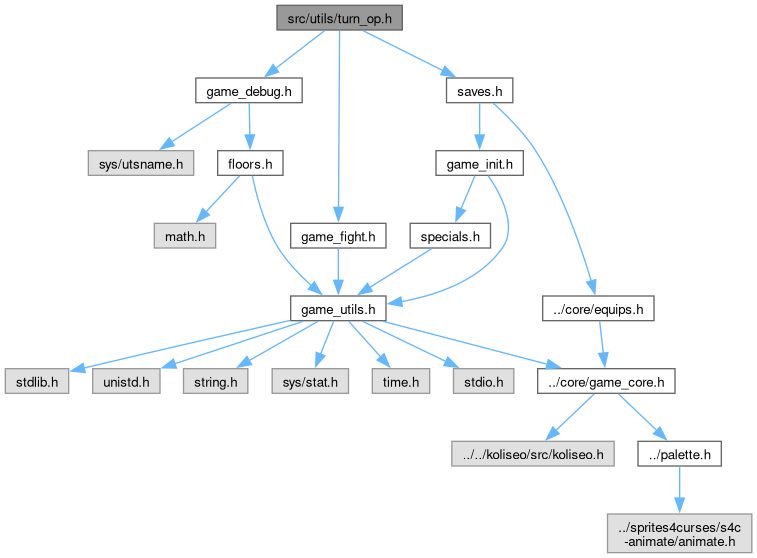 src/utils/turn_op.h
game_debug.h
saves.h
sys/utsname.h
floors.h
game_init.h
math.h
game_fight.h
specials.h
game_utils.h
../core/equips.h
stdlib.h
unistd.h
string.h
sys/stat.h
time.h
stdio.h
../core/game_core.h
../../koliseo/src/koliseo.h
../palette.h
../sprites4curses/s4c
-animate/animate.h